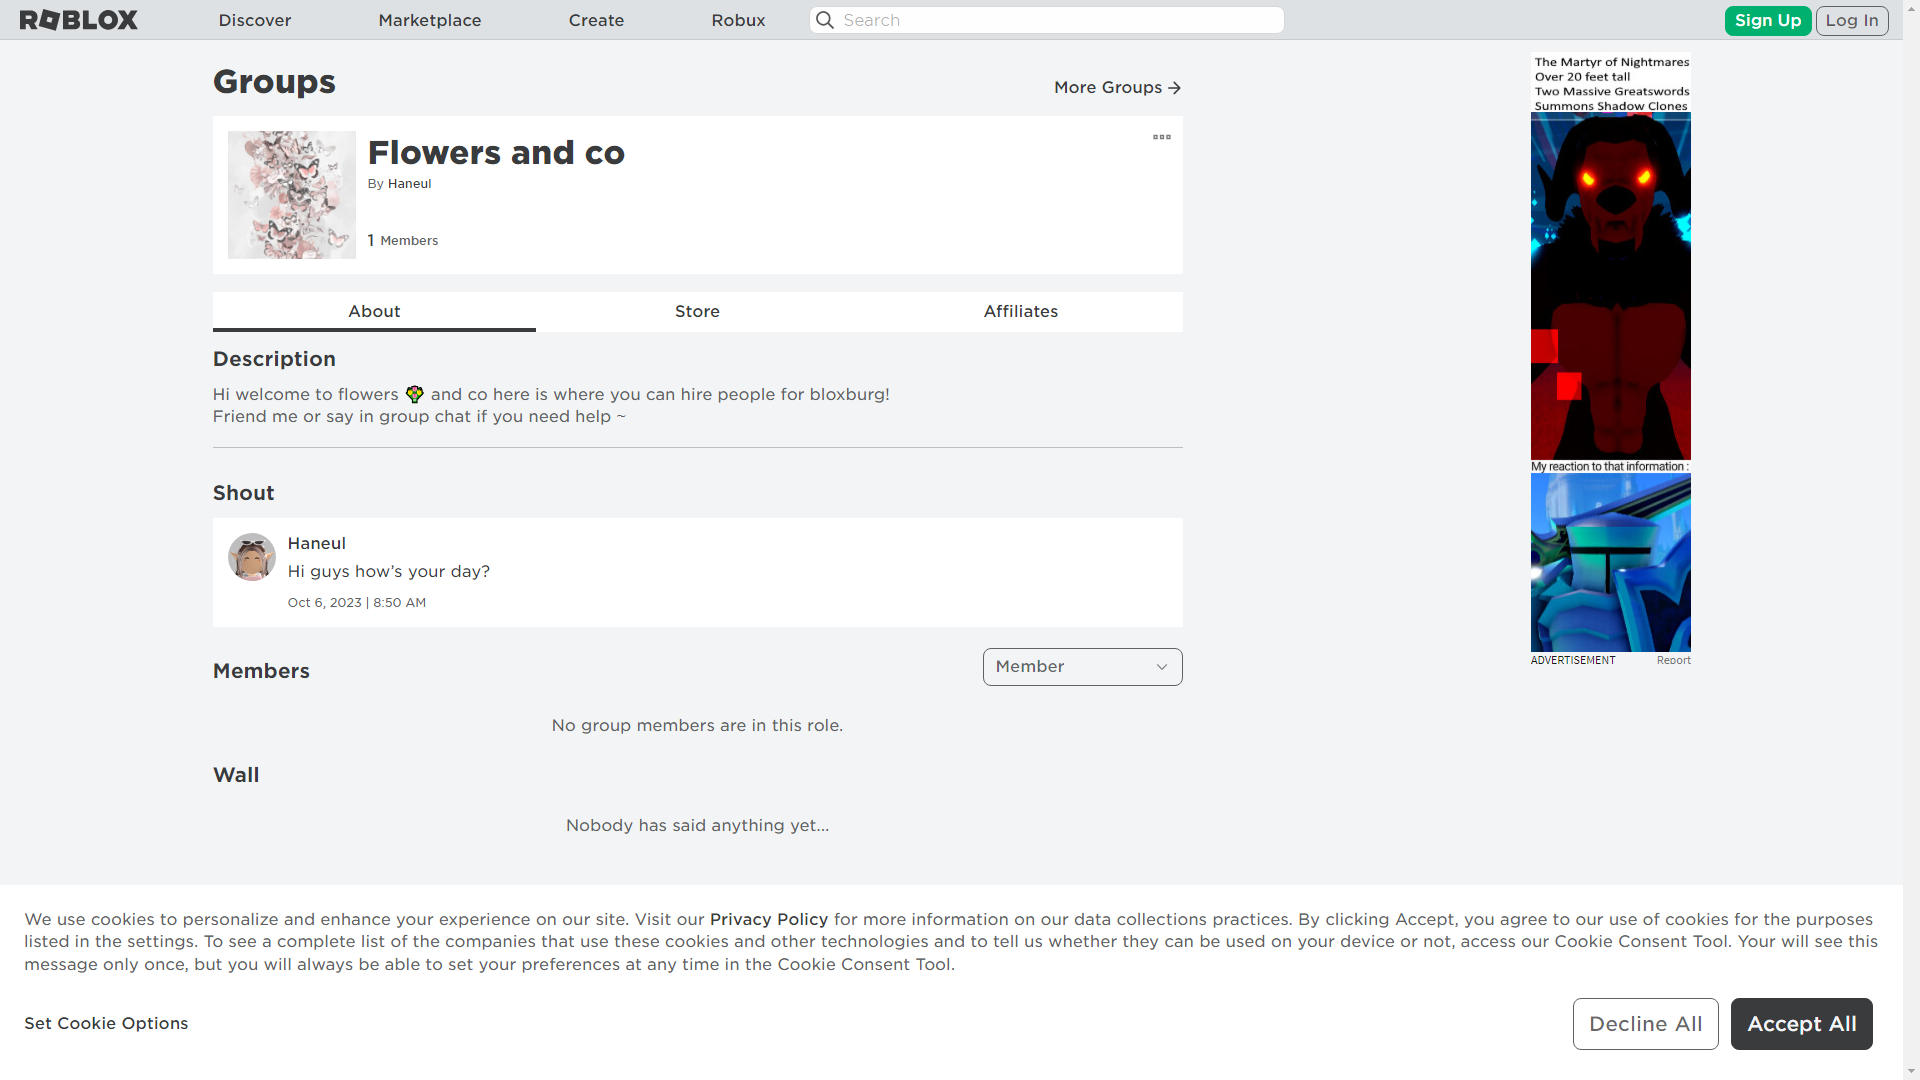 ROBLOX
Discover
Marketplace
Create
Robux
Search
Sign Up
Log In
Groups
More Groups
Flowers and co
By Haneul
1 Members
About
Store
Affiliates
Description
Hi welcome to flowers 💐 and co here is where you can hire people for bloxburg!
Friend me or say in group chat if you need help ~
Shout
Haneul
Hi guys how’s your day?
Oct 6, 2023 | 8:50 AM
Members
Member
No group members are in this role.
Wall
Nobody has said anything yet...
The Martyr of Nightmares
Over 20 feet tall
Two Massive Greatswords
Summons Shadow Clones
My reaction to that information :
ADVERTISEMENT
Report
We use cookies to personalize and enhance your experience on our site. Visit our Privacy Policy for more information on our data collections practices. By clicking Accept, you agree to our use of cookies for the purposes
listed in the settings. To see a complete list of the companies that use these cookies and other technologies and to tell us whether they can be used on your device or not, access our Cookie Consent Tool. Your will see this
message only once, but you will always be able to set your preferences at any time in the Cookie Consent Tool.
Set Cookie Options
Decline All
Accept All